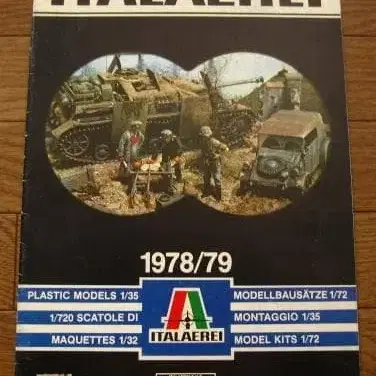 ITALAEREI
1978/79
PLASTIC MODELS 1/35
MODELLBAUSÄTZE 1/72
1/720 SCATOLE DI
MONTAGGIO 1/35
MAQUETTES 1/32
MODEL KITS 1/72
ITALAEREI